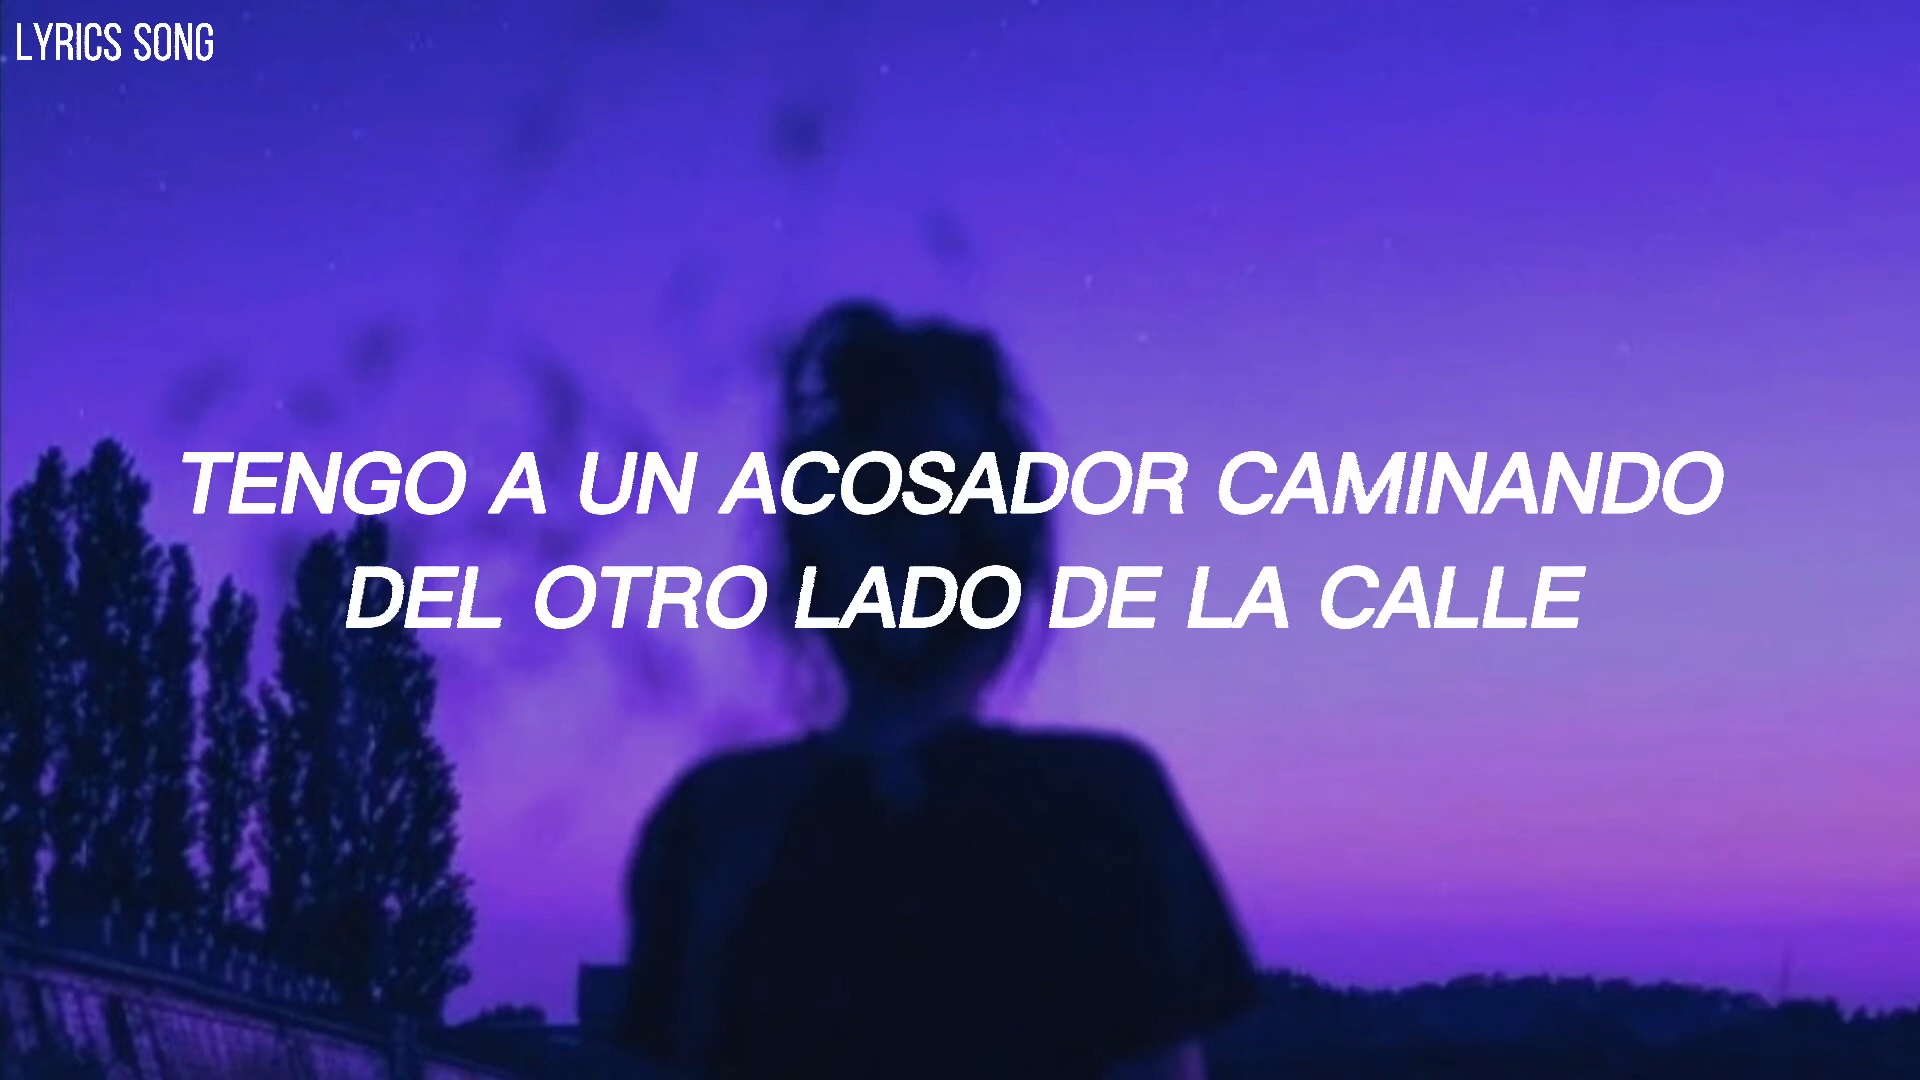 LYRICS SONG
TENGO A UN ACOSADOR CAMINANDO
DEL OTRO LADO DE LA CALLE